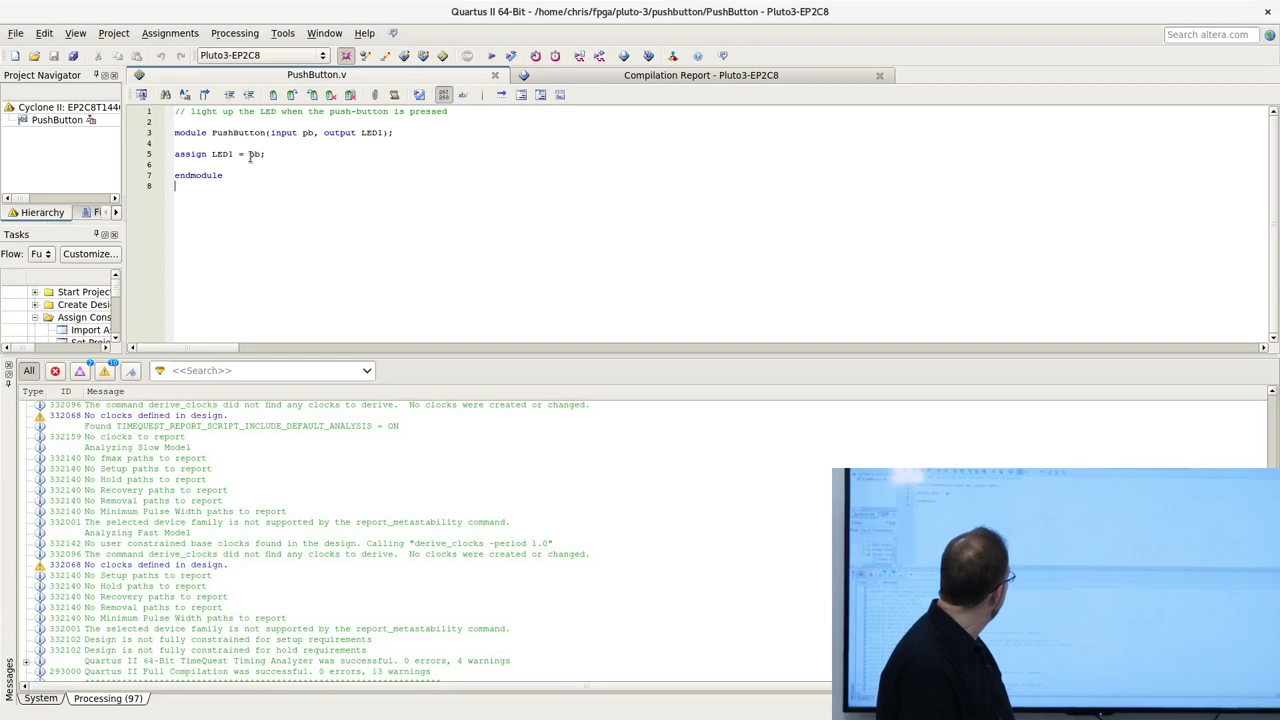 Quartus II 64-Bit - /home/chris/fpga/pluto-3/pushbutton/PushButton - Pluto3-EP2C8
File Edit View Project Assignments Processing Tools Window Help
Search altera.com
Pluto3-EP2C8
Project Navigator
PushButton.v
Compilation Report - Pluto3-EP2C8
Cyclone II: EP2C8T144
PushButton
Hierarchy
Tasks
Flow: Fu Customize...
Start Projec
Create Desi
Assign Cons
Import As
1 // light up the LED when the push-button is pressed
2
3 module PushButton(input pb, output LED1);
4
5 assign LED1 = pb;
6
7 endmodule
8
All
<<Search>>
Type ID Message
332096 The command derive_clocks did not find any clocks to derive. No clocks were created or changed.
332068 No clocks defined in design.
Found TIMEQUEST_REPORT_SCRIPT_INCLUDE_DEFAULT_ANALYSIS = ON
332159 No clocks to report
Analyzing Slow Model
332140 No fmax paths to report
332140 No Setup paths to report
332140 No Hold paths to report
332140 No Recovery paths to report
332140 No Removal paths to report
332140 No Minimum Pulse Width paths to report
332001 The selected device family is not supported by the report_metastability command.
Analyzing Fast Model
332142 No user constrained base clocks found in the design. Calling "derive_clocks -period 1.0"
332096 The command derive_clocks did not find any clocks to derive. No clocks were created or changed.
332068 No clocks defined in design.
332140 No Setup paths to report
332140 No Hold paths to report
332140 No Recovery paths to report
332140 No Removal paths to report
332140 No Minimum Pulse Width paths to report
332001 The selected device family is not supported by the report_metastability command.
332102 Design is not fully constrained for setup requirements
332102 Design is not fully constrained for hold requirements
Quartus II 64-Bit TimeQuest Timing Analyzer was successful. 0 errors, 4 warnings
293000 Quartus II Full Compilation was successful. 0 errors, 13 warnings
Messages
System Processing (97)